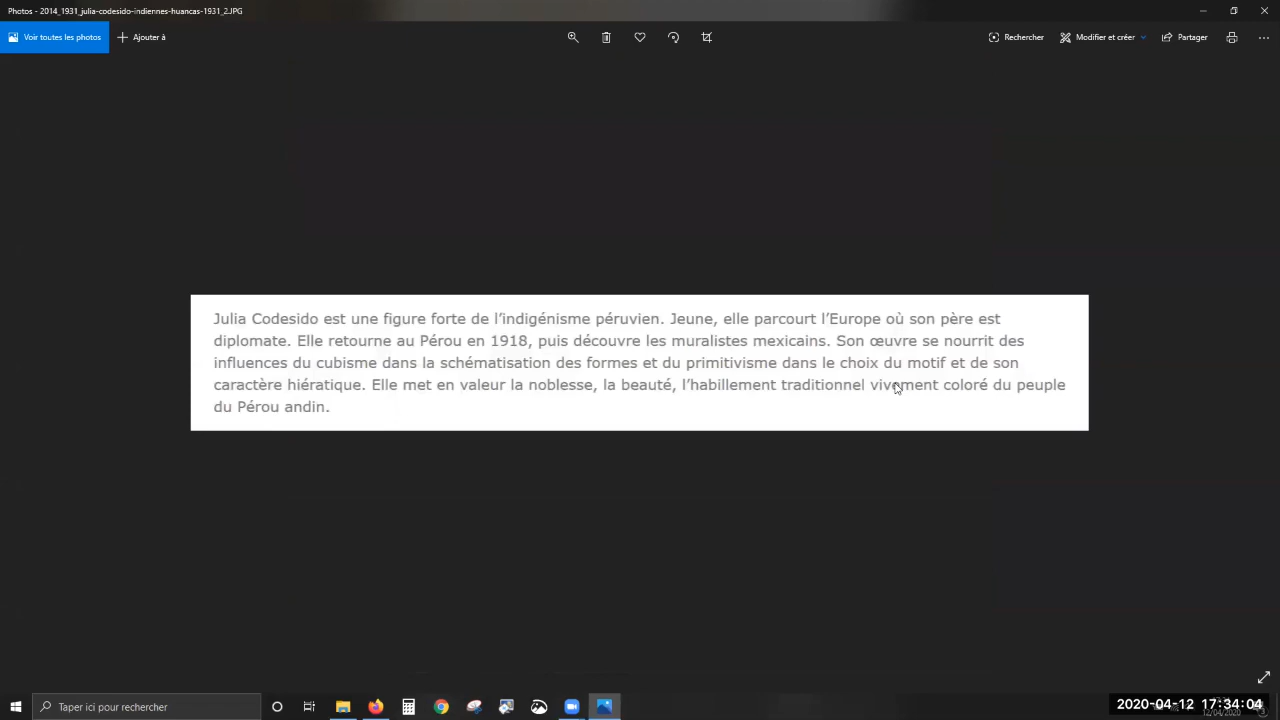 Photos - 2014_1931_julia-codesido-indiennes-huancas-1931_2.JPG
Voir toutes les photos
Ajouter à
Rechercher
Modifier et créer
Partager
Julia Codesido est une figure forte de l’indigénisme péruvien. Jeune, elle parcourt l’Europe où son père est
diplomate. Elle retourne au Pérou en 1918, puis découvre les muralistes mexicains. Son œuvre se nourrit des
influences du cubisme dans la schématisation des formes et du primitivisme dans le choix du motif et de son
caractère hiératique. Elle met en valeur la noblesse, la beauté, l’habillement traditionnel vivement coloré du peuple
du Pérou andin.
Taper ici pour rechercher
2020-04-12 17:34:04
12/04/2020